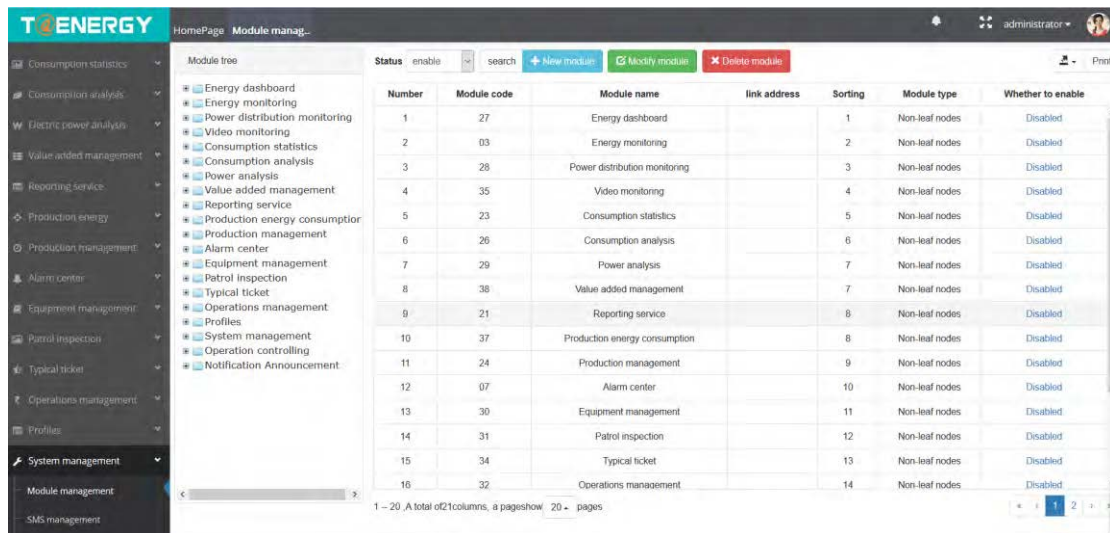 T@ENERGY
HomePage Module manag..
administrator
Consumption statistics
Consumption analysis
Electric power analysis
Value added management
Reporting service
Production energy
Production management
Alarm center
Equipment management
Patrol inspection
Typical ticket
Operations management
Profiles
System management
Module management
SMS management
Module tree
Energy dashboard
Energy monitoring
Power distribution monitoring
Video monitoring
Consumption statistics
Consumption analysis
Power analysis
Value added management
Reporting service
Production energy consumption
Production management
Alarm center
Equipment management
Patrol inspection
Typical ticket
Operations management
Profiles
System management
Operation controlling
Notification Announcement
Status enable search New module Modify module Delete module Print
Number Module code Module name link address Sorting Module type Whether to enable
1 27 Energy dashboard 1 Non-leaf nodes Disabled
2 03 Energy monitoring 2 Non-leaf nodes Disabled
3 28 Power distribution monitoring 3 Non-leaf nodes Disabled
4 35 Video monitoring 4 Non-leaf nodes Disabled
5 23 Consumption statistics 5 Non-leaf nodes Disabled
6 26 Consumption analysis 6 Non-leaf nodes Disabled
7 29 Power analysis 7 Non-leaf nodes Disabled
8 38 Value added management 7 Non-leaf nodes Disabled
9 21 Reporting service 8 Non-leaf nodes Disabled
10 37 Production energy consumption 8 Non-leaf nodes Disabled
11 24 Production management 9 Non-leaf nodes Disabled
12 07 Alarm center 10 Non-leaf nodes Disabled
13 30 Equipment management 11 Non-leaf nodes Disabled
14 31 Patrol inspection 12 Non-leaf nodes Disabled
15 34 Typical ticket 13 Non-leaf nodes Disabled
16 32 Operations management 14 Non-leaf nodes Disabled
1 – 20 ,A total of21columns, a pageshow 20 pages
« ‹ 1 2 ›